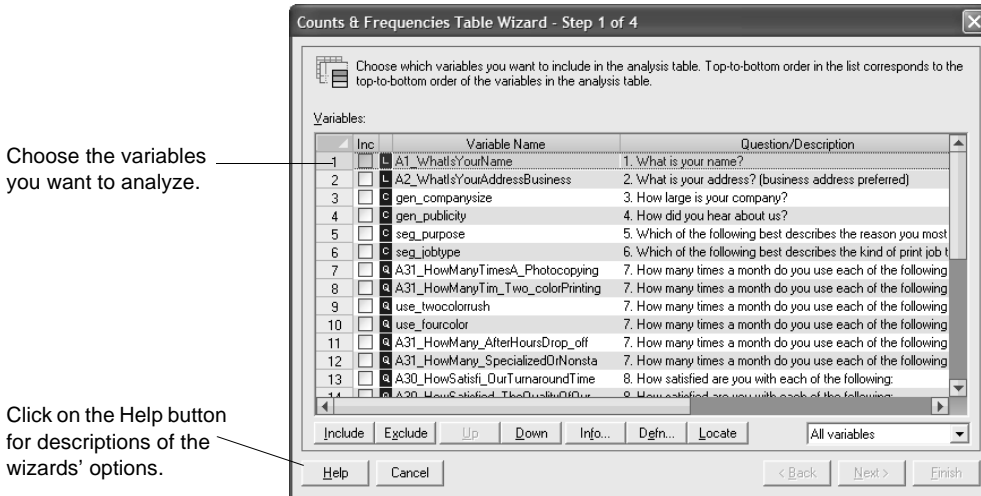 Counts & Frequencies Table Wizard - Step 1 of 4
Choose which variables you want to include in the analysis table. Top-to-bottom order in the list corresponds to the
top-to-bottom order of the variables in the analysis table.
Variables:
Inc Variable Name Question/Description
Choose the variables
you want to analyze.
1 L A1_WhatIsYourName 1. What is your name?
2 L A2_WhatIsYourAddressBusiness 2. What is your address? (business address preferred)
3 C gen_companysize 3. How large is your company?
4 C gen_publicity 4. How did you hear about us?
5 C seg_purpose 5. Which of the following best describes the reason you most
6 C seg_jobtype 6. Which of the following best describes the kind of print job t
7 Q A31_HowManyTimesA_Photocopying 7. How many times a month do you use each of the following
8 Q A31_HowManyTim_Two_colorPrinting 7. How many times a month do you use each of the following
9 Q use_twocolorrush 7. How many times a month do you use each of the following
10 Q use_fourcolor 7. How many times a month do you use each of the following
11 Q A31_HowMany_AfterHoursDrop_off 7. How many times a month do you use each of the following
12 Q A31_HowMany_SpecializedOrNonsta 7. How many times a month do you use each of the following
13 Q A30_HowSatisfi_OurTurnaroundTime 8. How satisfied are you with each of the following:
14 Q A30_HowSatisfied_TheQualityOfOur 8. How satisfied are you with each of the following:
Include Exclude Up Down Info... Defn... Locate All variables
Click on the Help button
for descriptions of the
wizards’ options.
Help Cancel < Back Next > Finish